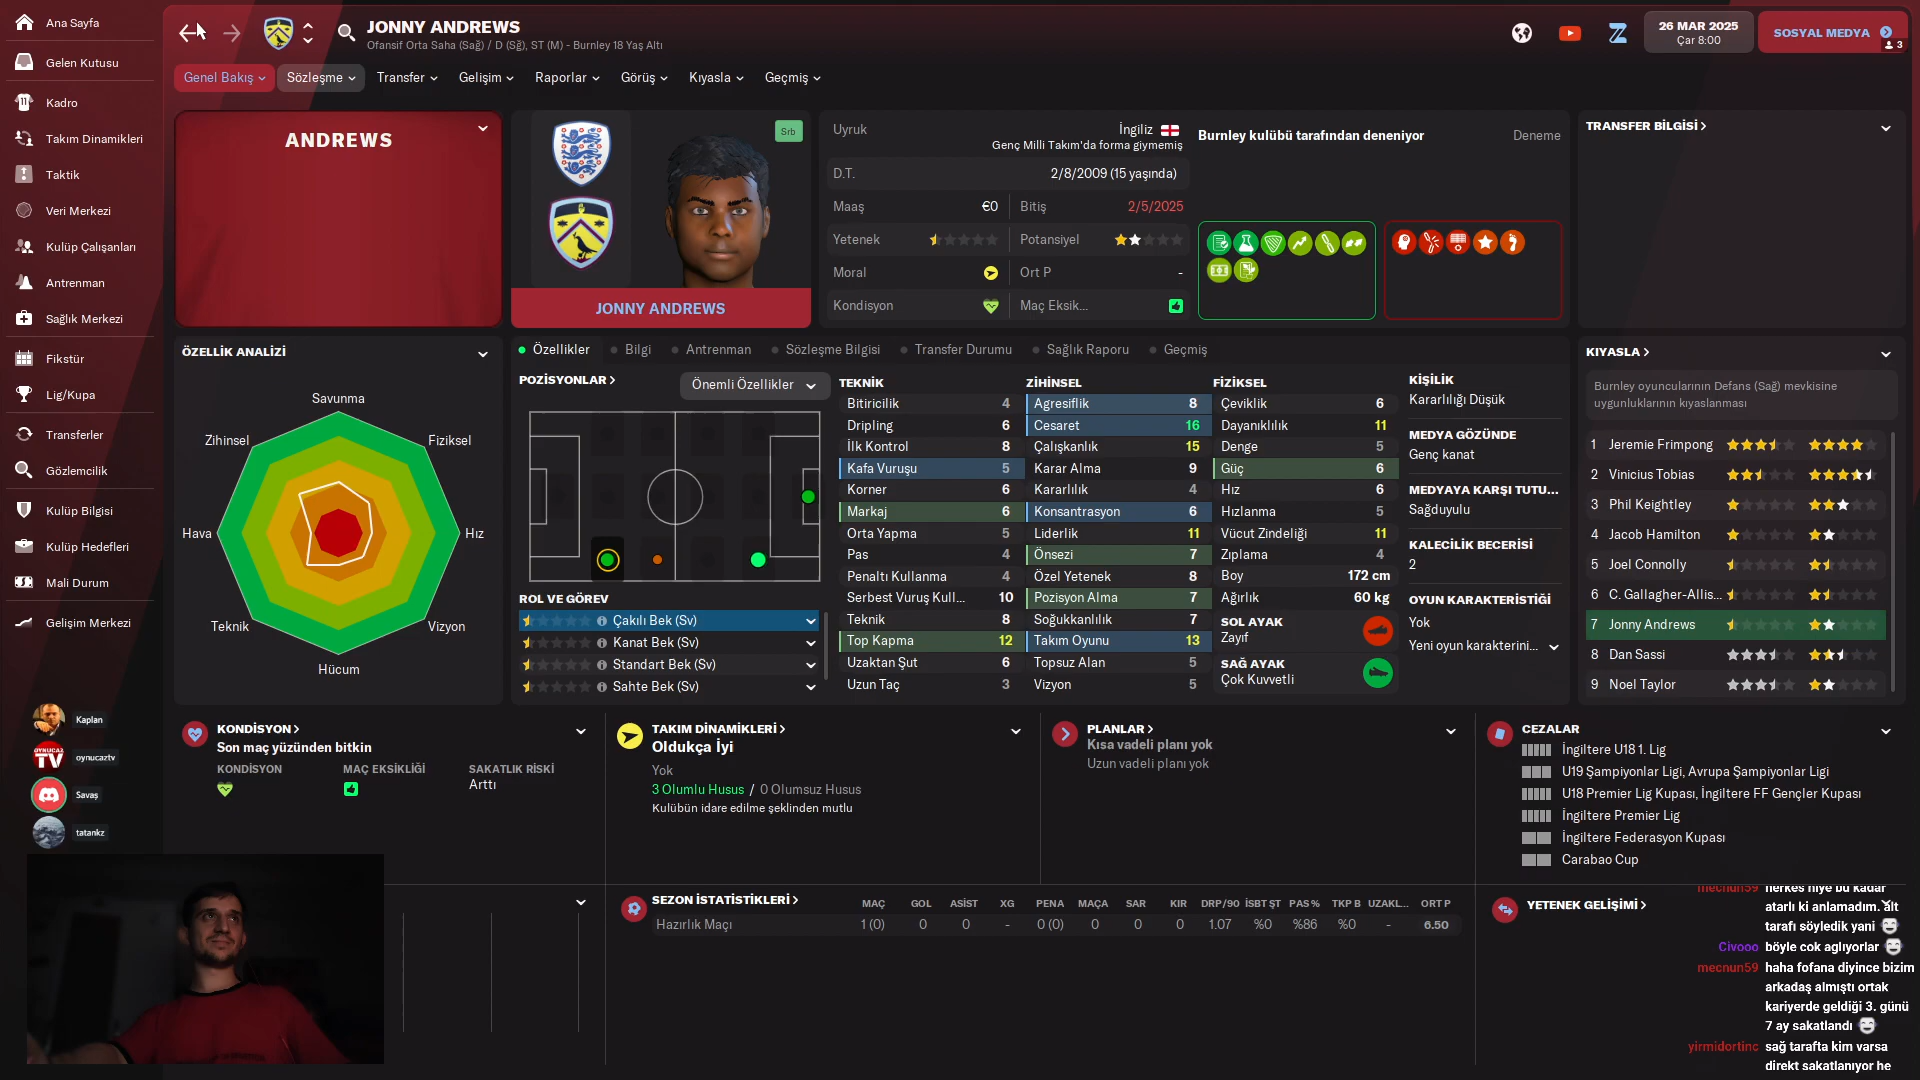 Ana Sayfa
Gelen Kutusu
Kadro
Takım Dinamikleri
Taktik
Veri Merkezi
Kulüp Çalışanları
Antrenman
Sağlık Merkezi
Fikstür
Lig/Kupa
Transferler
Gözlemcilik
Kulüp Bilgisi
Kulüp Hedefleri
Mali Durum
Gelişim Merkezi
Kaplan
OYNUCAZ
TV
oynucaztv
Savaş
tatankz
JONNY ANDREWS
Ofansif Orta Saha (Sağ) / D (Sğ), ST (M) - Burnley 18 Yaş Altı
26 MAR 2025
Çar 8:00
SOSYAL MEDYA
3
Genel Bakış
Sözleşme
Transfer
Gelişim
Raporlar
Görüş
Kıyasla
Geçmiş
ANDREWS
Srb
JONNY ANDREWS
Uyruk
İngiliz
Genç Milli Takım'da forma giymemiş
D.T.
2/8/2009 (15 yaşında)
Maaş €0
Bitiş 2/5/2025
Yetenek
Potansiyel
Moral
Ort P -
Kondisyon
Maç Eksik...
Burnley kulübü tarafından deneniyor
Deneme
TRANSFER BİLGİSİ
ÖZELLİK ANALİZİ
Savunma
Zihinsel
Fiziksel
Hava
Hız
Teknik
Vizyon
Hücum
Özellikler
Bilgi
Antrenman
Sözleşme Bilgisi
Transfer Durumu
Sağlık Raporu
Geçmiş
POZİSYONLAR
Önemli Özellikler
ROL VE GÖREV
Çakılı Bek (Sv)
Kanat Bek (Sv)
Standart Bek (Sv)
Sahte Bek (Sv)
TEKNİK
Bitiricilik 4
Dripling 6
İlk Kontrol 8
Kafa Vuruşu 5
Korner 6
Markaj 6
Orta Yapma 5
Pas 4
Penaltı Kullanma 4
Serbest Vuruş Kull... 10
Teknik 8
Top Kapma 12
Uzaktan Şut 6
Uzun Taç 3
ZİHİNSEL
Agresiflik 8
Cesaret 16
Çalışkanlık 15
Karar Alma 9
Kararlılık 4
Konsantrasyon 6
Liderlik 11
Önsezi 7
Özel Yetenek 8
Pozisyon Alma 7
Soğukkanlılık 7
Takım Oyunu 13
Topsuz Alan 5
Vizyon 5
FİZİKSEL
Çeviklik 6
Dayanıklılık 11
Denge 5
Güç 6
Hız 6
Hızlanma 5
Vücut Zindeliği 11
Zıplama 4
Boy 172 cm
Ağırlık 60 kg
SOL AYAK
Zayıf
SAĞ AYAK
Çok Kuvvetli
KİŞİLİK
Kararlılığı Düşük
MEDYA GÖZÜNDE
Genç kanat
MEDYAYA KARŞI TUTU...
Sağduyulu
KALECİLİK BECERİSİ
2
OYUN KARAKTERİSTİĞİ
Yok
Yeni oyun karakterini...
KIYASLA
Burnley oyuncularının Defans (Sağ) mevkisine
uygunluklarının kıyaslanması
1 Jeremie Frimpong
2 Vinicius Tobias
3 Phil Keightley
4 Jacob Hamilton
5 Joel Connolly
6 C. Gallagher-Allis...
7 Jonny Andrews
8 Dan Sassi
9 Noel Taylor
KONDİSYON
Son maç yüzünden bitkin
KONDİSYON
MAÇ EKSİKLİĞİ
SAKATLIK RİSKİ
Arttı
TAKIM DİNAMİKLERİ
Oldukça İyi
Yok
3 Olumlu Husus / 0 Olumsuz Husus
Kulübün idare edilme şeklinden mutlu
PLANLAR
Kısa vadeli planı yok
Uzun vadeli planı yok
CEZALAR
İngiltere U18 1. Lig
U19 Şampiyonlar Ligi, Avrupa Şampiyonlar Ligi
U18 Premier Lig Kupası, İngiltere FF Gençler Kupası
İngiltere Premier Lig
İngiltere Federasyon Kupası
Carabao Cup
SEZON İSTATİSTİKLERİ
MAÇ GOL ASİST XG PENA MAÇA SAR KIR DRP/90 İSBT ŞT PAS % TKP B UZAKL... ORT P
Hazırlık Maçı 1 (0) 0 0 - 0 (0) 0 0 0 1.07 %0 %86 %0 - 6.50
YETENEK GELİŞİMİ
mecnun59 herkes niye bu kadar
atarlı ki anlamadım. alt
tarafı söyledik yani
Civooo böyle cok aglıyorlar
mecnun59 haha fofana diyince bizim
arkadaş almıştı ortak
kariyerde geldiği 3. günü
7 ay sakatlandı
yirmidortinc sağ tarafta kim varsa
direkt sakatlanıyor he